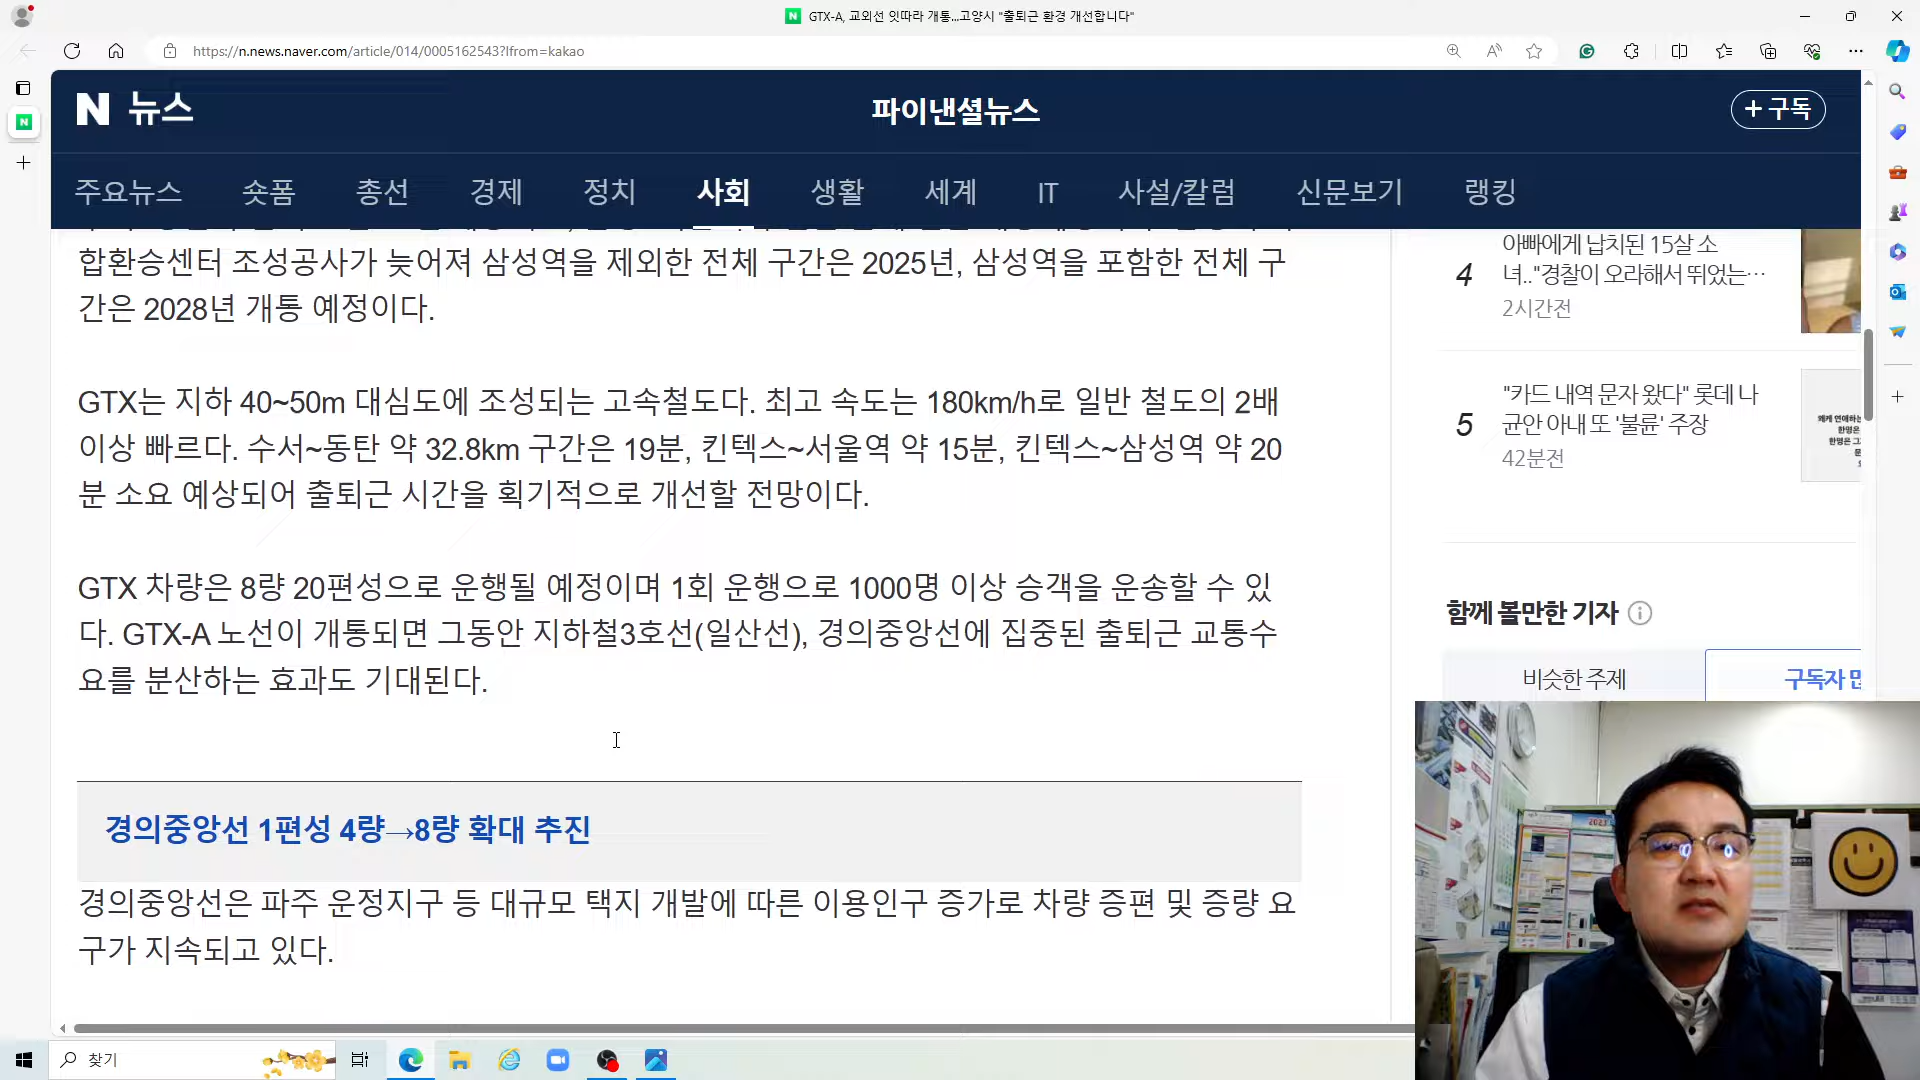 GTX-A, 교외선 잇따라 개통...고양시 "출퇴근 환경 개선합니다"
https://n.news.naver.com/article/014/0005162543?lfrom=kakao
N 뉴스
파이낸셜뉴스
+ 구독
주요뉴스 숏폼 총선 경제 정치 사회 생활 세계 IT 사설/칼럼 신문보기 랭킹
합환승센터 조성공사가 늦어져 삼성역을 제외한 전체 구간은 2025년, 삼성역을 포함한 전체 구
간은 2028년 개통 예정이다.
GTX는 지하 40~50m 대심도에 조성되는 고속철도다. 최고 속도는 180km/h로 일반 철도의 2배
이상 빠르다. 수서~동탄 약 32.8km 구간은 19분, 킨텍스~서울역 약 15분, 킨텍스~삼성역 약 20
분 소요 예상되어 출퇴근 시간을 획기적으로 개선할 전망이다.
GTX 차량은 8량 20편성으로 운행될 예정이며 1회 운행으로 1000명 이상 승객을 운송할 수 있
다. GTX-A 노선이 개통되면 그동안 지하철3호선(일산선), 경의중앙선에 집중된 출퇴근 교통수
요를 분산하는 효과도 기대된다.
경의중앙선 1편성 4량→8량 확대 추진
경의중앙선은 파주 운정지구 등 대규모 택지 개발에 따른 이용인구 증가로 차량 증편 및 증량 요
구가 지속되고 있다.
4
아빠에게 납치된 15살 소
녀.."경찰이 오라해서 뛰었는…
2시간전
5
"카드 내역 문자 왔다" 롯데 나
균안 아내 또 '불륜' 주장
42분전
함께 볼만한 기자
비슷한 주제
구독자
찾기